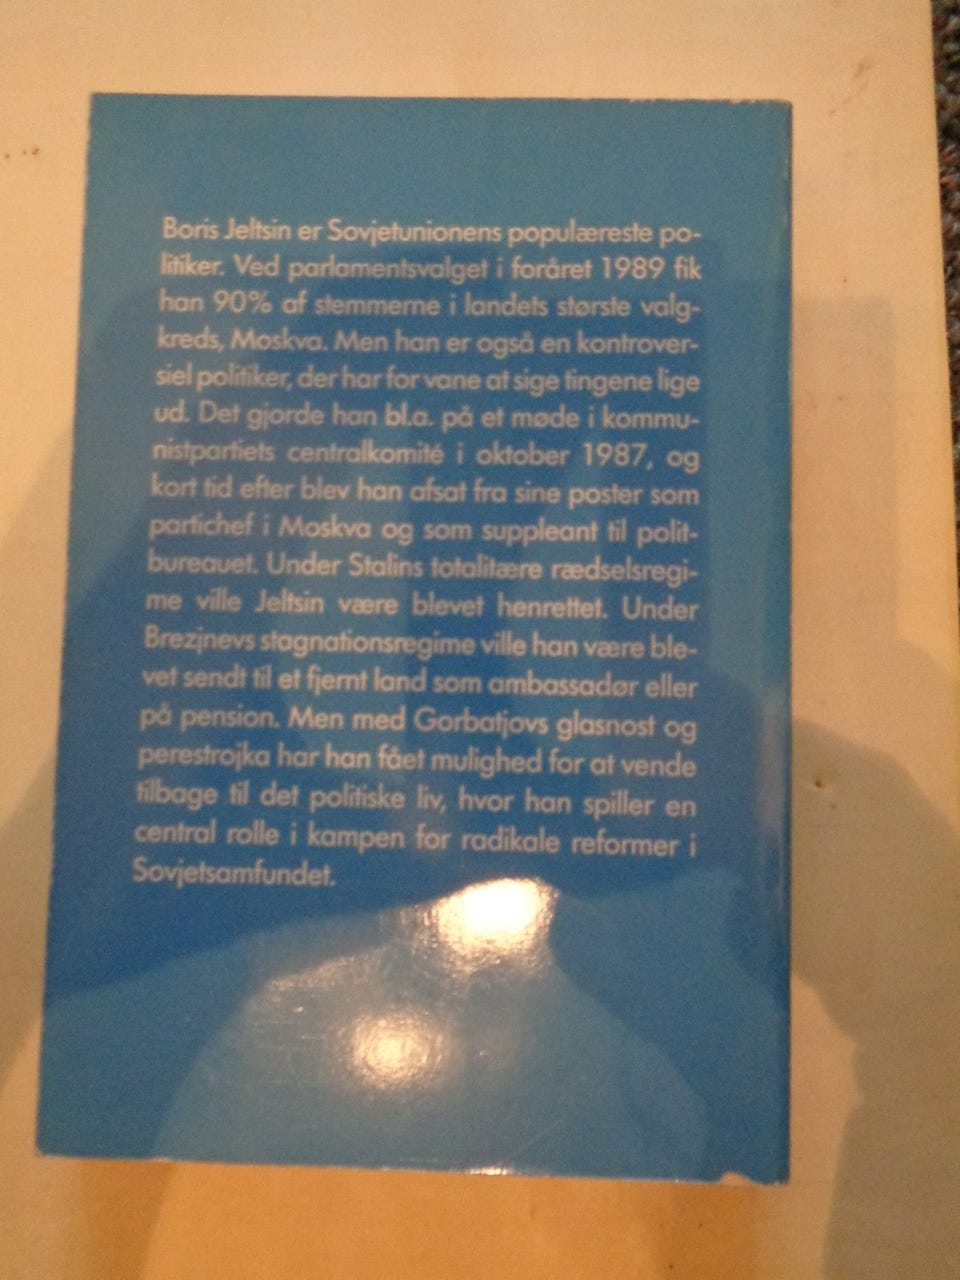 Boris Jeltsin er Sovjetunionens populæreste po-
litiker. Ved parlamentsvalget i foråret 1989 fik
han 90% af stemmerne i landets største valg-
kreds, Moskva. Men han er også en kontrover-
siel politiker, der har for vane at sige tingene lige
ud. Det gjorde han bl.a. på et møde i kommu-
nistpartiets centralkomité i oktober 1987, og
kort tid efter blev han afsat fra sine poster som
partichef i Moskva og som suppleant til polit-
bureauet. Under Stalins totalitære rædselsregi-
me ville Jeltsin være blevet henrettet. Under
Brezjnevs stagnationsregime ville han være ble-
vet sendt til et fjernt land som ambassadør eller
på pension. Men med Gorbatjovs glasnost og
perestrojka har han fået mulighed for at vende
tilbage til det politiske liv, hvor han spiller en
central rolle i kampen for radikale reformer i
Sovjetsamfundet.